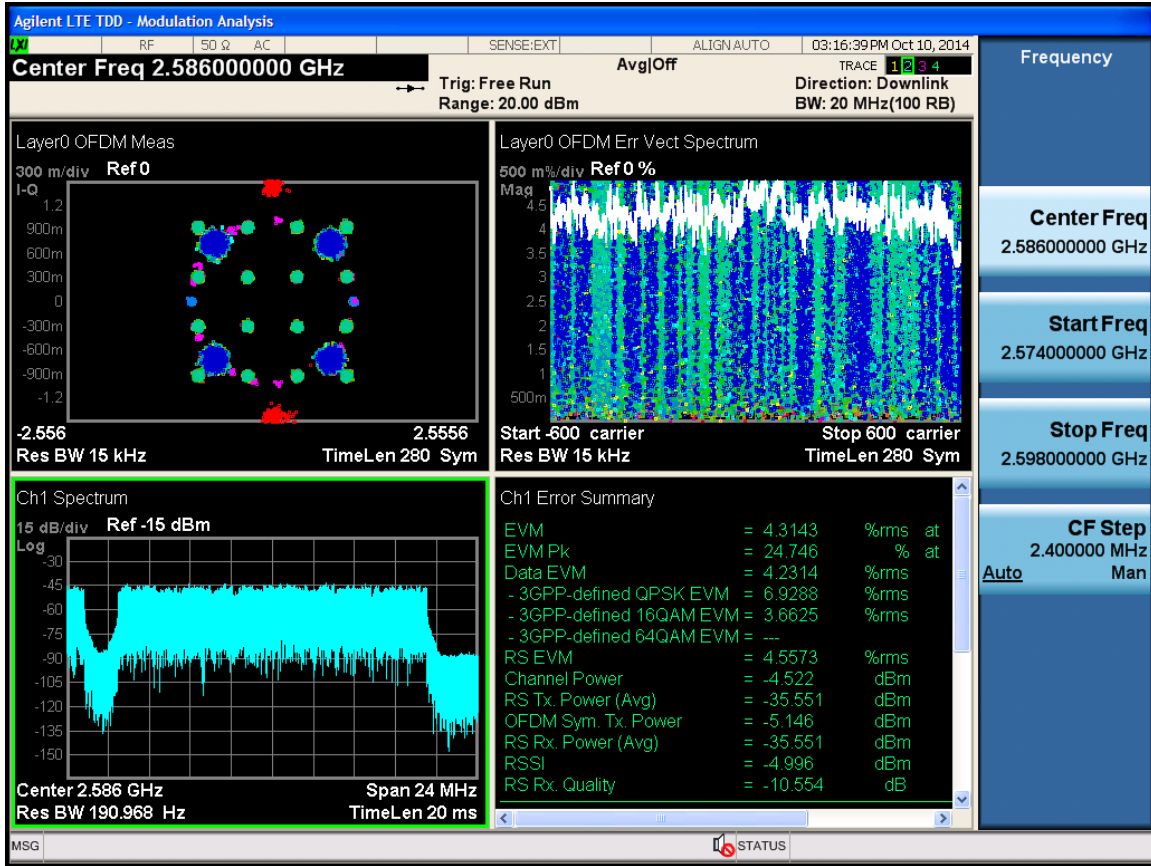 Agilent LTE TDD - Modulation Analysis
LXI RF 50 Ω AC SENSE:EXT ALIGN AUTO 03:16:39 PM Oct 10, 2014
Center Freq 2.586000000 GHz
Avg|Off
TRACE 1 2 3 4
Trig: Free Run
Direction: Downlink
Range: 20.00 dBm
BW: 20 MHz(100 RB)
Layer0 OFDM Meas
300 m/div Ref 0
I-Q
1.2
900m
600m
300m
0
-300m
-600m
-900m
-1.2
-2.556 2.5556
Res BW 15 kHz TimeLen 280 Sym
Layer0 OFDM Err Vect Spectrum
500 m%/div Ref 0 %
Mag
4.5
4
3.5
3
2.5
2
1.5
1
500m
Start -600 carrier Stop 600 carrier
Res BW 15 kHz TimeLen 280 Sym
Ch1 Spectrum
15 dB/div Ref -15 dBm
Log
-30
-45
-60
-75
-90
-105
-120
-135
-150
Center 2.586 GHz Span 24 MHz
Res BW 190.968 Hz TimeLen 20 ms
Ch1 Error Summary
EVM = 4.3143 %rms at
EVM Pk = 24.746 % at
Data EVM = 4.2314 %rms
- 3GPP-defined QPSK EVM = 6.9288 %rms
- 3GPP-defined 16QAM EVM = 3.6625 %rms
- 3GPP-defined 64QAM EVM = ---
RS EVM = 4.5573 %rms
Channel Power = -4.522 dBm
RS Tx. Power (Avg) = -35.551 dBm
OFDM Sym. Tx. Power = -5.146 dBm
RS Rx. Power (Avg) = -35.551 dBm
RSSI = -4.996 dBm
RS Rx. Quality = -10.554 dB
Frequency
Center Freq
2.586000000 GHz
Start Freq
2.574000000 GHz
Stop Freq
2.598000000 GHz
CF Step
2.400000 MHz
Auto Man
MSG STATUS